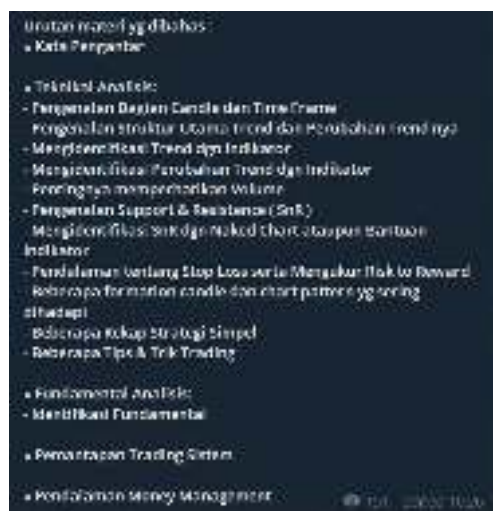 Urutan materi yg dibahas :
• Kata Pengantar
• Teknikal Analisis:
- Pengenalan Bagian Candle dan Time Frame
- Pengenalan Struktur Utama Trend dan Perubahan Trend nya
- Mengidentifikasi Trend dgn Indikator
- Mengidentifikasi Perubahan Trend dgn Indikator
- Pentingnya memperhatikan Volume
- Pengenalan Support & Resistance ( SnR )
- Mengidentifikasi SnR dgn Naked Chart ataupun Bantuan
Indikator
- Pendalaman tentang Stop Loss serta Mengukur Risk to Reward
- Beberapa formation candle dan chart pattern yg sering
dihadapi
- Beberapa Rekap Strategi Simpel
- Beberapa Tips & Trik Trading
• Fundamental Analisis:
- Identifikasi Fundamental
• Pemantapan Trading Sistem
• Pendalaman Money Management